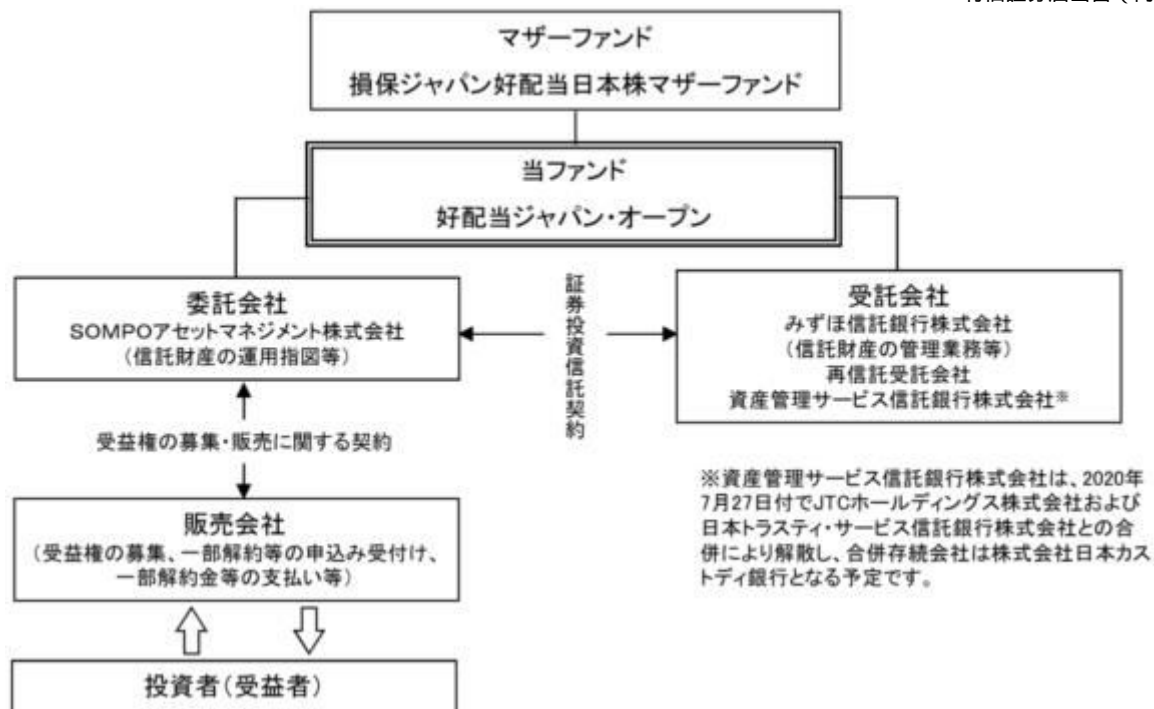 マザーファンド
損保ジャパン好配当日本株マザーファンド
当ファンド
好配当ジャパン・オープン
委託会社
SOMPOアセットマネジメント株式会社
（信託財産の運用指図等）
証券投資信託契約
受託会社
みずほ信託銀行株式会社
（信託財産の管理業務等）
再信託受託会社
資産管理サービス信託銀行株式会社※
受益権の募集・販売に関する契約
※資産管理サービス信託銀行株式会社は、2020年
7月27日付でJTCホールディングス株式会社および
日本トラスティ・サービス信託銀行株式会社との合
併により解散し、合併存続会社は株式会社日本カス
トディ銀行となる予定です。
販売会社
（受益権の募集、一部解約等の申込み受付け、
一部解約金等の支払い等）
投資者（受益者）